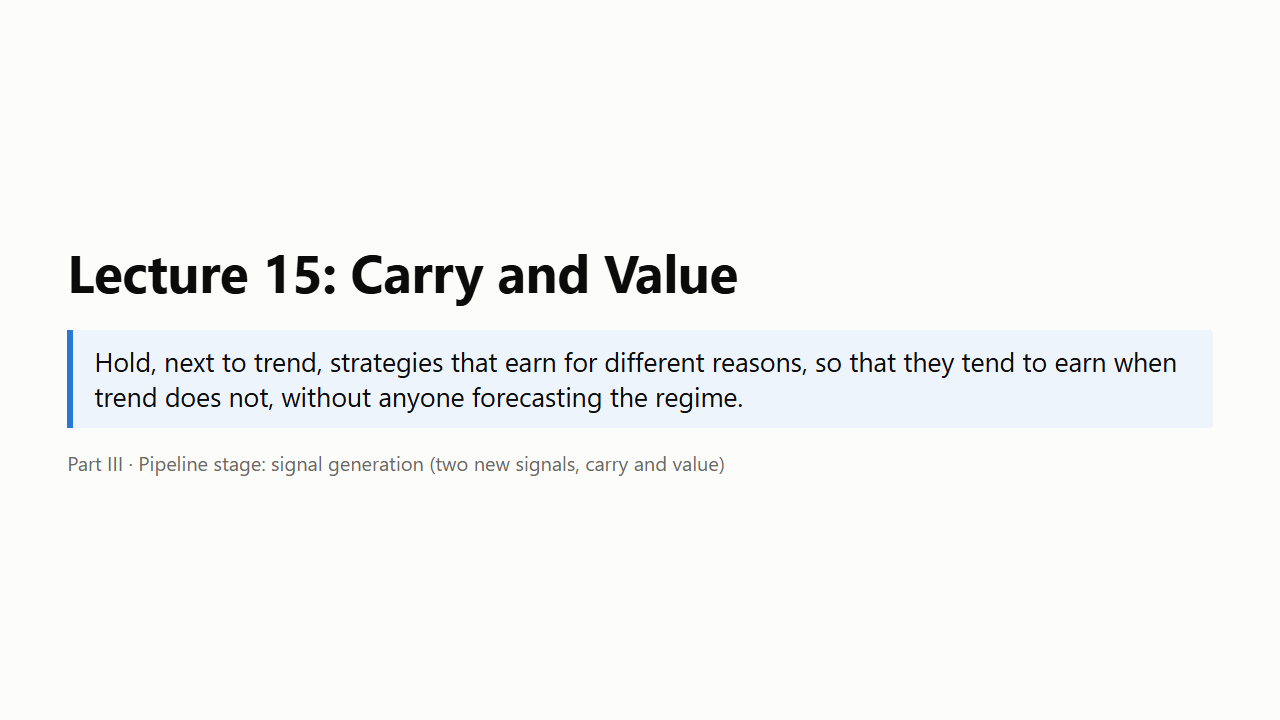 Lecture 15: Carry and Value
Hold, next to trend, strategies that earn for different reasons, so that they tend to earn when
trend does not, without anyone forecasting the regime.
Part III · Pipeline stage: signal generation (two new signals, carry and value)